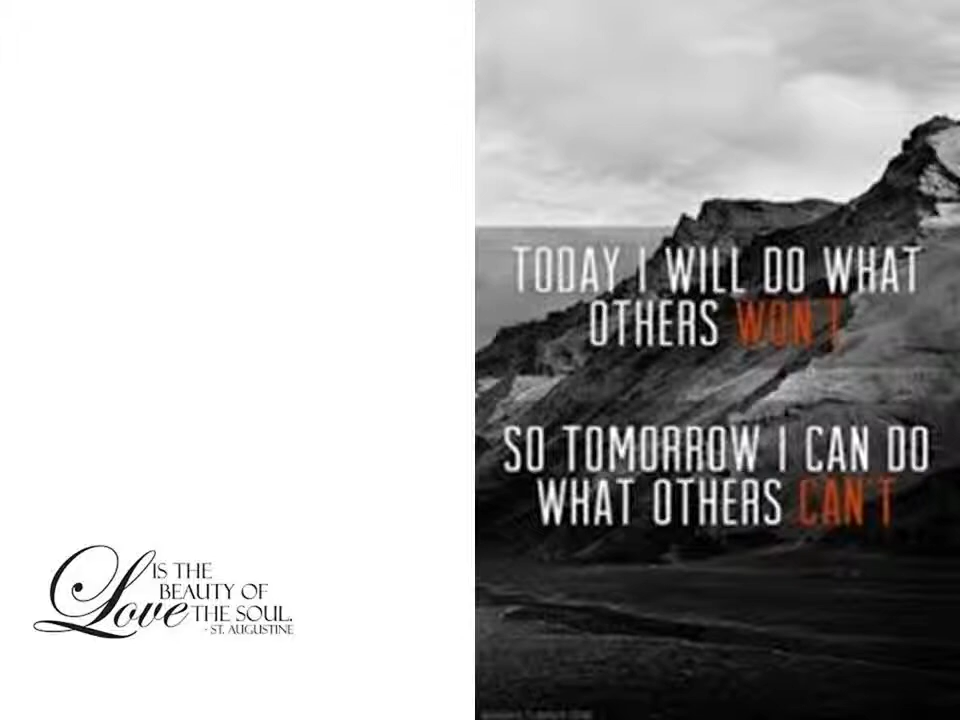 Love IS THE
BEAUTY OF
THE SOUL.
- ST. AUGUSTINE
TODAY I WILL DO WHAT
OTHERS WON'T
SO TOMORROW I CAN DO
WHAT OTHERS CAN'T